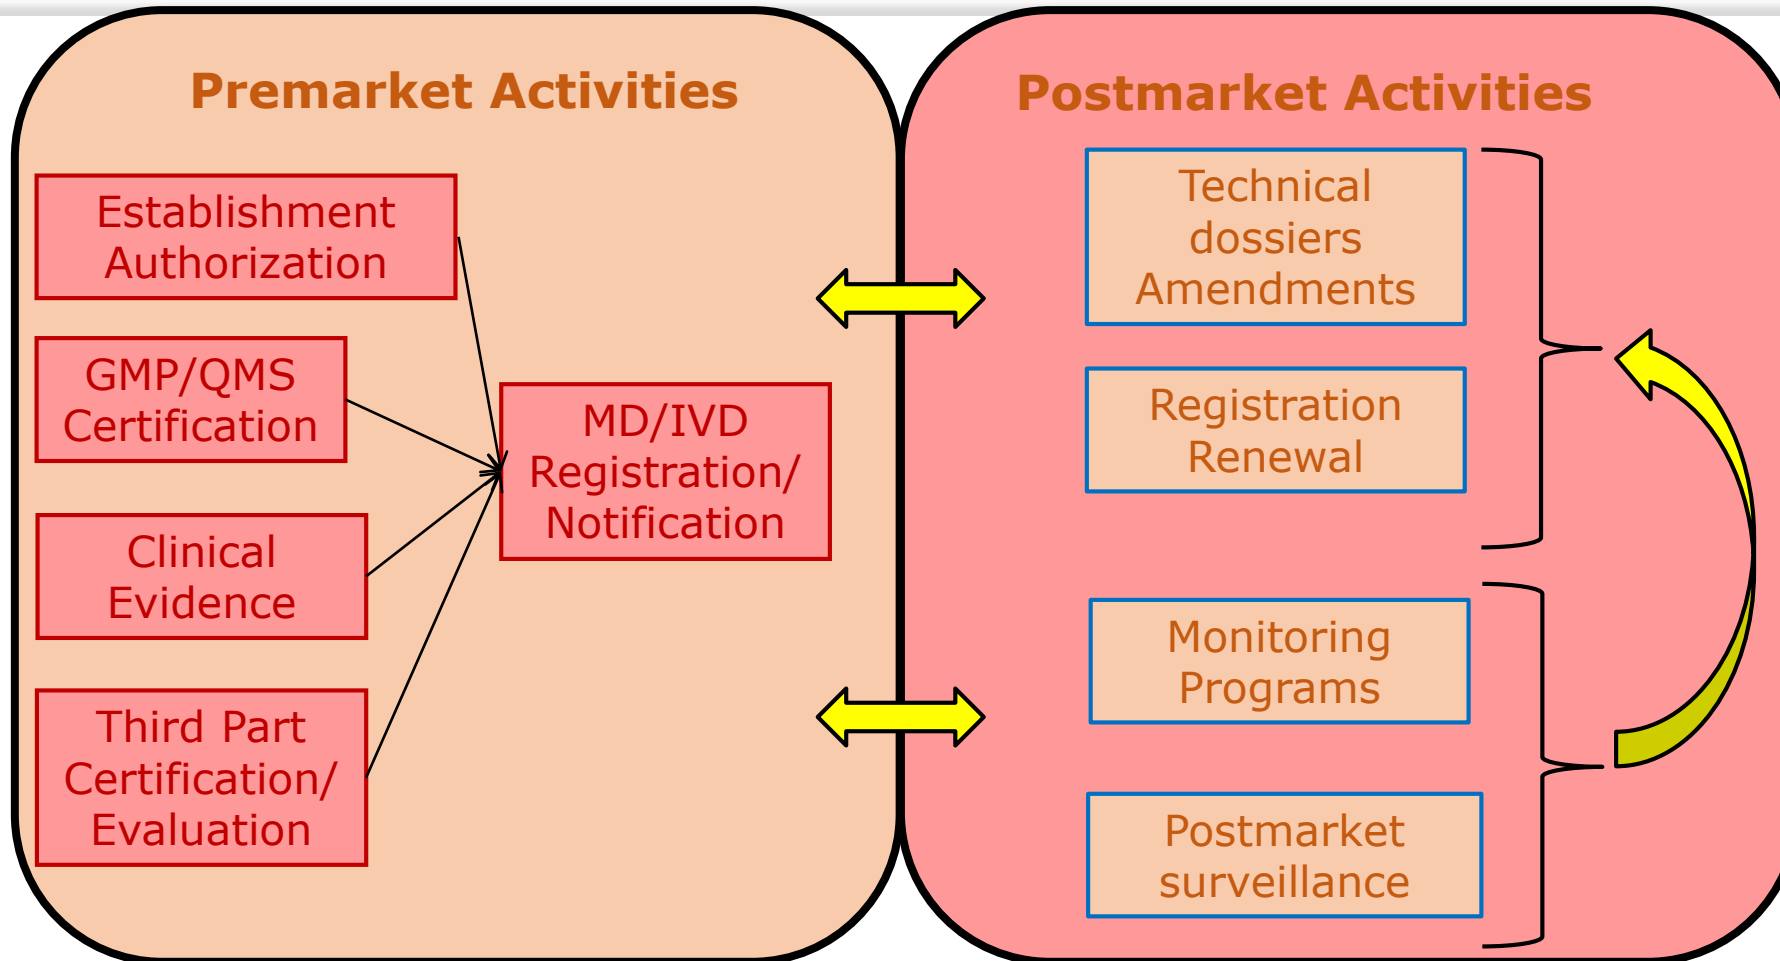 Premarket Activities
Establishment
Authorization
GMP/QMS
Certification
Clinical
Evidence
Third Part
Certification/
Evaluation
MD/IVD
Registration/
Notification
Postmarket Activities
Technical
dossiers
Amendments
Registration
Renewal
Monitoring
Programs
Postmarket
surveillance